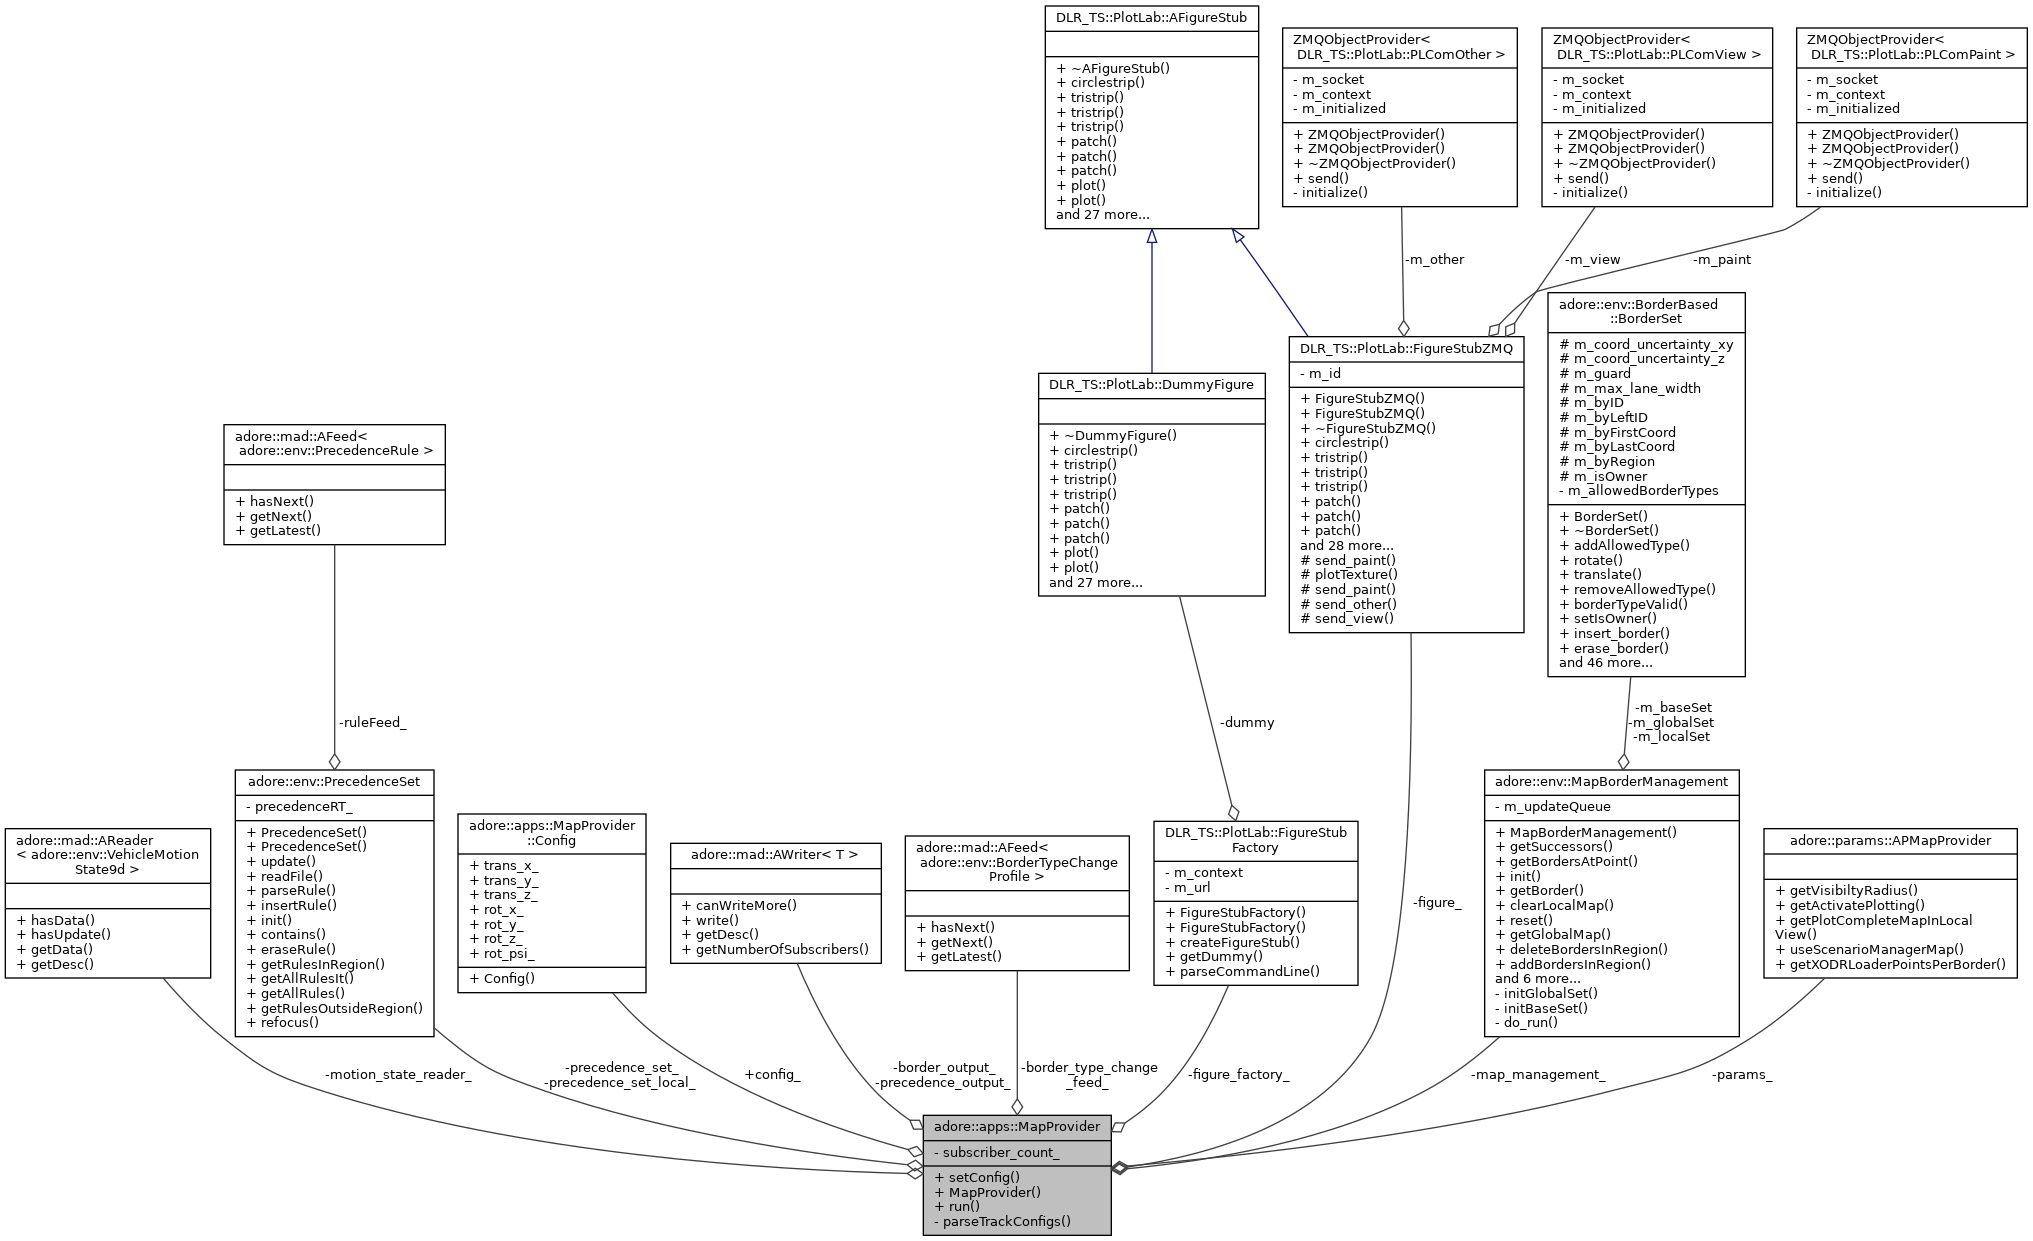 DLR_TS::PlotLab::AFigureStub
+ ~AFigureStub()
+ circlestrip()
+ tristrip()
+ tristrip()
+ tristrip()
+ patch()
+ patch()
+ patch()
+ plot()
+ plot()
and 27 more...
ZMQObjectProvider<
DLR_TS::PlotLab::PLComOther >
- m_socket
- m_context
- m_initialized
+ ZMQObjectProvider()
+ ZMQObjectProvider()
+ ~ZMQObjectProvider()
+ send()
- initialize()
ZMQObjectProvider<
DLR_TS::PlotLab::PLComView >
- m_socket
- m_context
- m_initialized
+ ZMQObjectProvider()
+ ZMQObjectProvider()
+ ~ZMQObjectProvider()
+ send()
- initialize()
ZMQObjectProvider<
DLR_TS::PlotLab::PLComPaint >
- m_socket
- m_context
- m_initialized
+ ZMQObjectProvider()
+ ZMQObjectProvider()
+ ~ZMQObjectProvider()
+ send()
- initialize()
-m_other
-m_view
-m_paint
adore::env::BorderBased
::BorderSet
# m_coord_uncertainty_xy
# m_coord_uncertainty_z
# m_guard
# m_max_lane_width
# m_byID
# m_byLeftID
# m_byFirstCoord
# m_byLastCoord
# m_byRegion
# m_isOwner
- m_allowedBorderTypes
+ BorderSet()
+ ~BorderSet()
+ addAllowedType()
+ rotate()
+ translate()
+ removeAllowedType()
+ borderTypeValid()
+ setIsOwner()
+ insert_border()
+ erase_border()
and 46 more...
DLR_TS::PlotLab::FigureStubZMQ
- m_id
+ FigureStubZMQ()
+ FigureStubZMQ()
+ ~FigureStubZMQ()
+ circlestrip()
+ tristrip()
+ tristrip()
+ tristrip()
+ patch()
+ patch()
+ patch()
and 28 more...
# send_paint()
# plotTexture()
# send_paint()
# send_other()
# send_view()
DLR_TS::PlotLab::DummyFigure
+ ~DummyFigure()
+ circlestrip()
+ tristrip()
+ tristrip()
+ tristrip()
+ patch()
+ patch()
+ patch()
+ plot()
+ plot()
and 27 more...
adore::mad::AFeed<
adore::env::PrecedenceRule >
+ hasNext()
+ getNext()
+ getLatest()
-ruleFeed_
-dummy
-m_baseSet
-m_globalSet
-m_localSet
adore::mad::AReader
< adore::env::VehicleMotion
State9d >
+ hasData()
+ hasUpdate()
+ getData()
+ getDesc()
adore::env::PrecedenceSet
- precedenceRT_
+ PrecedenceSet()
+ PrecedenceSet()
+ update()
+ readFile()
+ parseRule()
+ insertRule()
+ init()
+ contains()
+ eraseRule()
+ getRulesInRegion()
+ getAllRulesIt()
+ getAllRules()
+ getRulesOutsideRegion()
+ refocus()
adore::apps::MapProvider
::Config
+ trans_x_
+ trans_y_
+ trans_z_
+ rot_x_
+ rot_y_
+ rot_z_
+ rot_psi_
+ Config()
adore::mad::AWriter< T >
+ canWriteMore()
+ write()
+ getDesc()
+ getNumberOfSubscribers()
adore::mad::AFeed<
adore::env::BorderTypeChange
Profile >
+ hasNext()
+ getNext()
+ getLatest()
DLR_TS::PlotLab::FigureStub
Factory
- m_context
- m_url
+ FigureStubFactory()
+ FigureStubFactory()
+ createFigureStub()
+ getDummy()
+ parseCommandLine()
-figure_
adore::env::MapBorderManagement
- m_updateQueue
+ MapBorderManagement()
+ getSuccessors()
+ getBordersAtPoint()
+ init()
+ getBorder()
+ clearLocalMap()
+ reset()
+ getGlobalMap()
+ deleteBordersInRegion()
+ addBordersInRegion()
and 6 more...
- initGlobalSet()
- initBaseSet()
- do_run()
adore::params::APMapProvider
+ getVisibiltyRadius()
+ getActivatePlotting()
+ getPlotCompleteMapInLocal
View()
+ useScenarioManagerMap()
+ getXODRLoaderPointsPerBorder()
-motion_state_reader_
-precedence_set_
-precedence_set_local_
+config_
-border_output_
-precedence_output_
-border_type_change
_feed_
-figure_factory_
-map_management_
-params_
adore::apps::MapProvider
- subscriber_count_
+ setConfig()
+ MapProvider()
+ run()
- parseTrackConfigs()